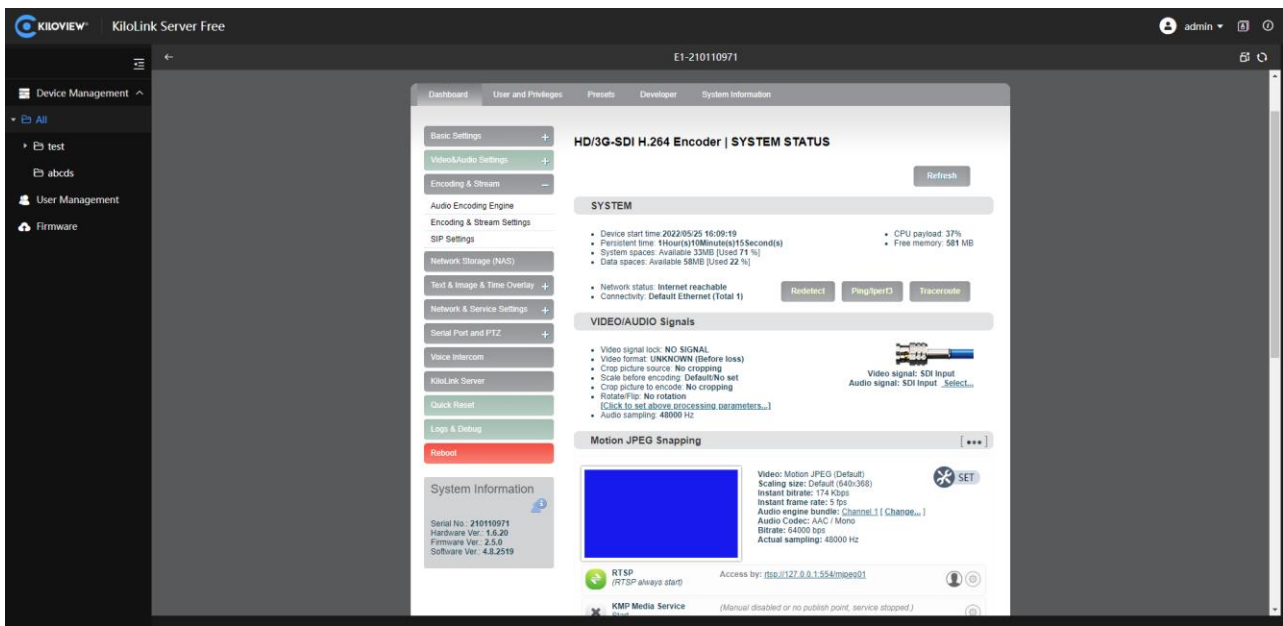 KILOVIEW® KiloLink Server Free
admin
E1-210110971
Device Management
All
test
abcds
User Management
Firmware
Dashboard User and Privileges Presets Developer System Information
Basic Settings
Video&Audio Settings
Encoding & Stream
Audio Encoding Engine
Encoding & Stream Settings
SIP Settings
Network Storage (NAS)
Text & Image & Time Overlay
Network & Service Settings
Serial Port and PTZ
Voice Intercom
KiloLink Server
Quick Reset
Logs & Debug
Reboot
System Information
Serial No.: 210110971
Hardware Ver.: 1.6.20
Firmware Ver.: 2.5.0
Software Ver.: 4.8.2519
HD/3G-SDI H.264 Encoder | SYSTEM STATUS
Refresh
SYSTEM
Device start time:2022/05/25 16:09:19
Persistent time: 1Hour(s)10Minute(s)15Second(s)
System spaces: Available 33MB [Used 71 %]
Data spaces: Available 58MB [Used 22 %]
CPU payload: 37%
Free memory: 581 MB
Network status: Internet reachable
Connectivity: Default Ethernet (Total 1)
Redetect Ping/Iperf3 Traceroute
VIDEO/AUDIO Signals
Video signal lock: NO SIGNAL
Video format: UNKNOWN (Before loss)
Crop picture source: No cropping
Scale before encoding: Default/No set
Crop picture to encode: No cropping
Rotate/Flip: No rotation
[Click to set above processing parameters...]
Audio sampling: 48000 Hz
Video signal: SDI Input
Audio signal: SDI Input Select...
Motion JPEG Snapping [ ••• ]
Video: Motion JPEG (Default)
Scaling size: Default (640x368)
Instant bitrate: 174 Kbps
Instant frame rate: 5 fps
Audio engine bundle: Channel 1 [ Change... ]
Audio Codec: AAC / Mono
Bitrate: 64000 bps
Actual sampling: 48000 Hz
SET
RTSP
(RTSP always start)
Access by: rtsp://127.0.0.1:554/mjpeg01
KMP Media Service
Start
(Manual disabled or no publish point, service stopped.)